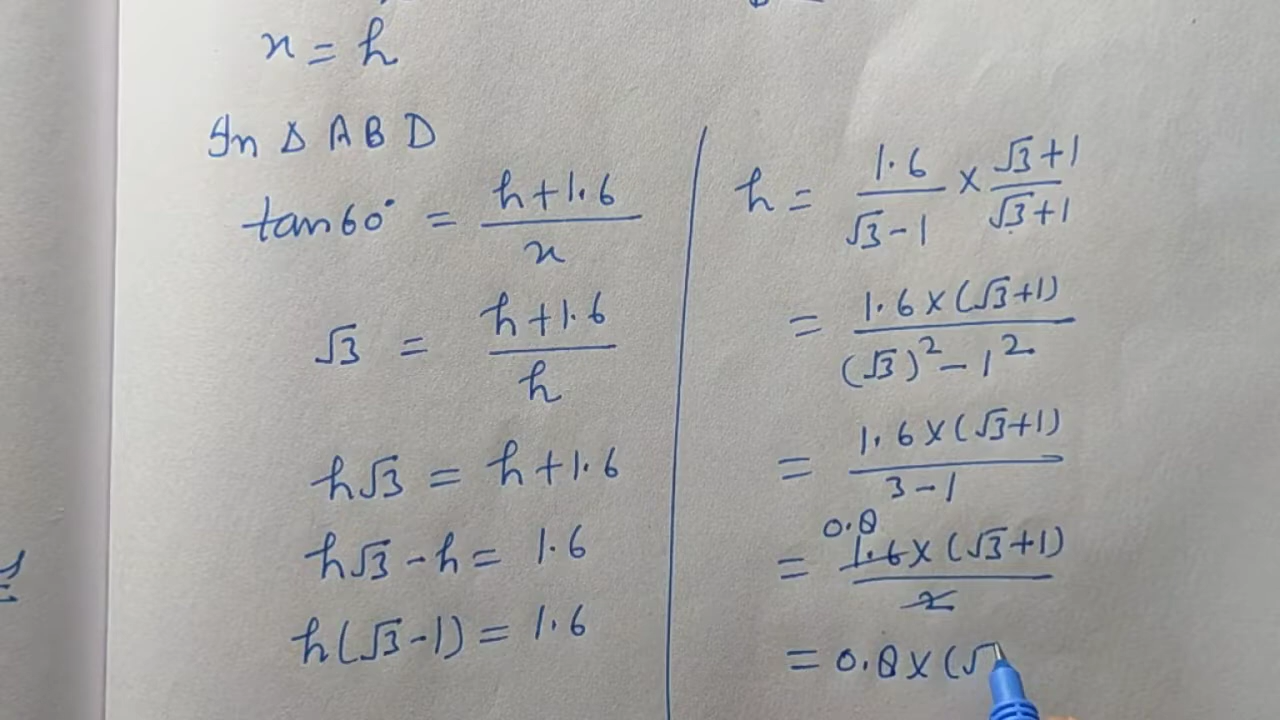 x = h
In Δ ABD
tan60° = (h+1.6)/x
√3 = (h+1.6)/h
h√3 = h+1.6
h√3 - h = 1.6
h(√3-1) = 1.6
h = 1.6/(√3-1) × (√3+1)/(√3+1)
= 1.6×(√3+1)/((√3)²-1²)
= 1.6×(√3+1)/(3-1)
0.8
= 1.6×(√3+1)/2
= 0.8×(√